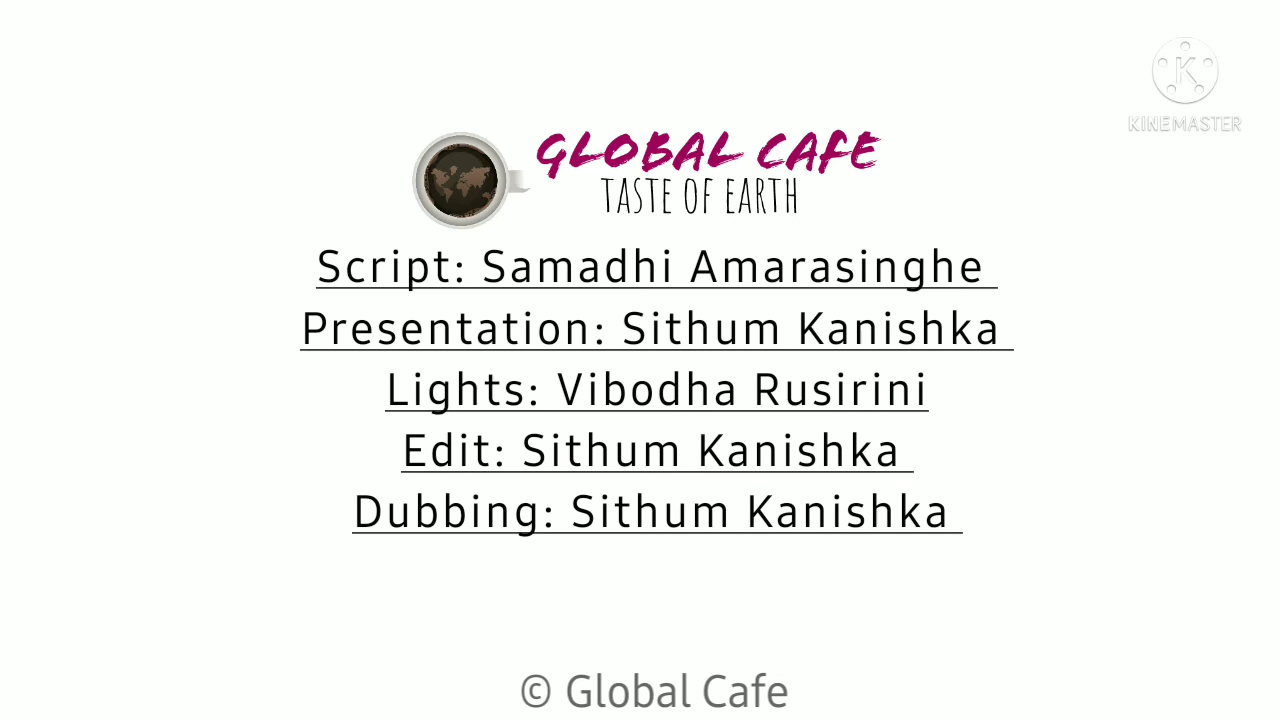 K
KINEMASTER
GLOBAL CAFE
TASTE OF EARTH
Script: Samadhi Amarasinghe
Presentation: Sithum Kanishka
Lights: Vibodha Rusirini
Edit: Sithum Kanishka
Dubbing: Sithum Kanishka
© Global Cafe